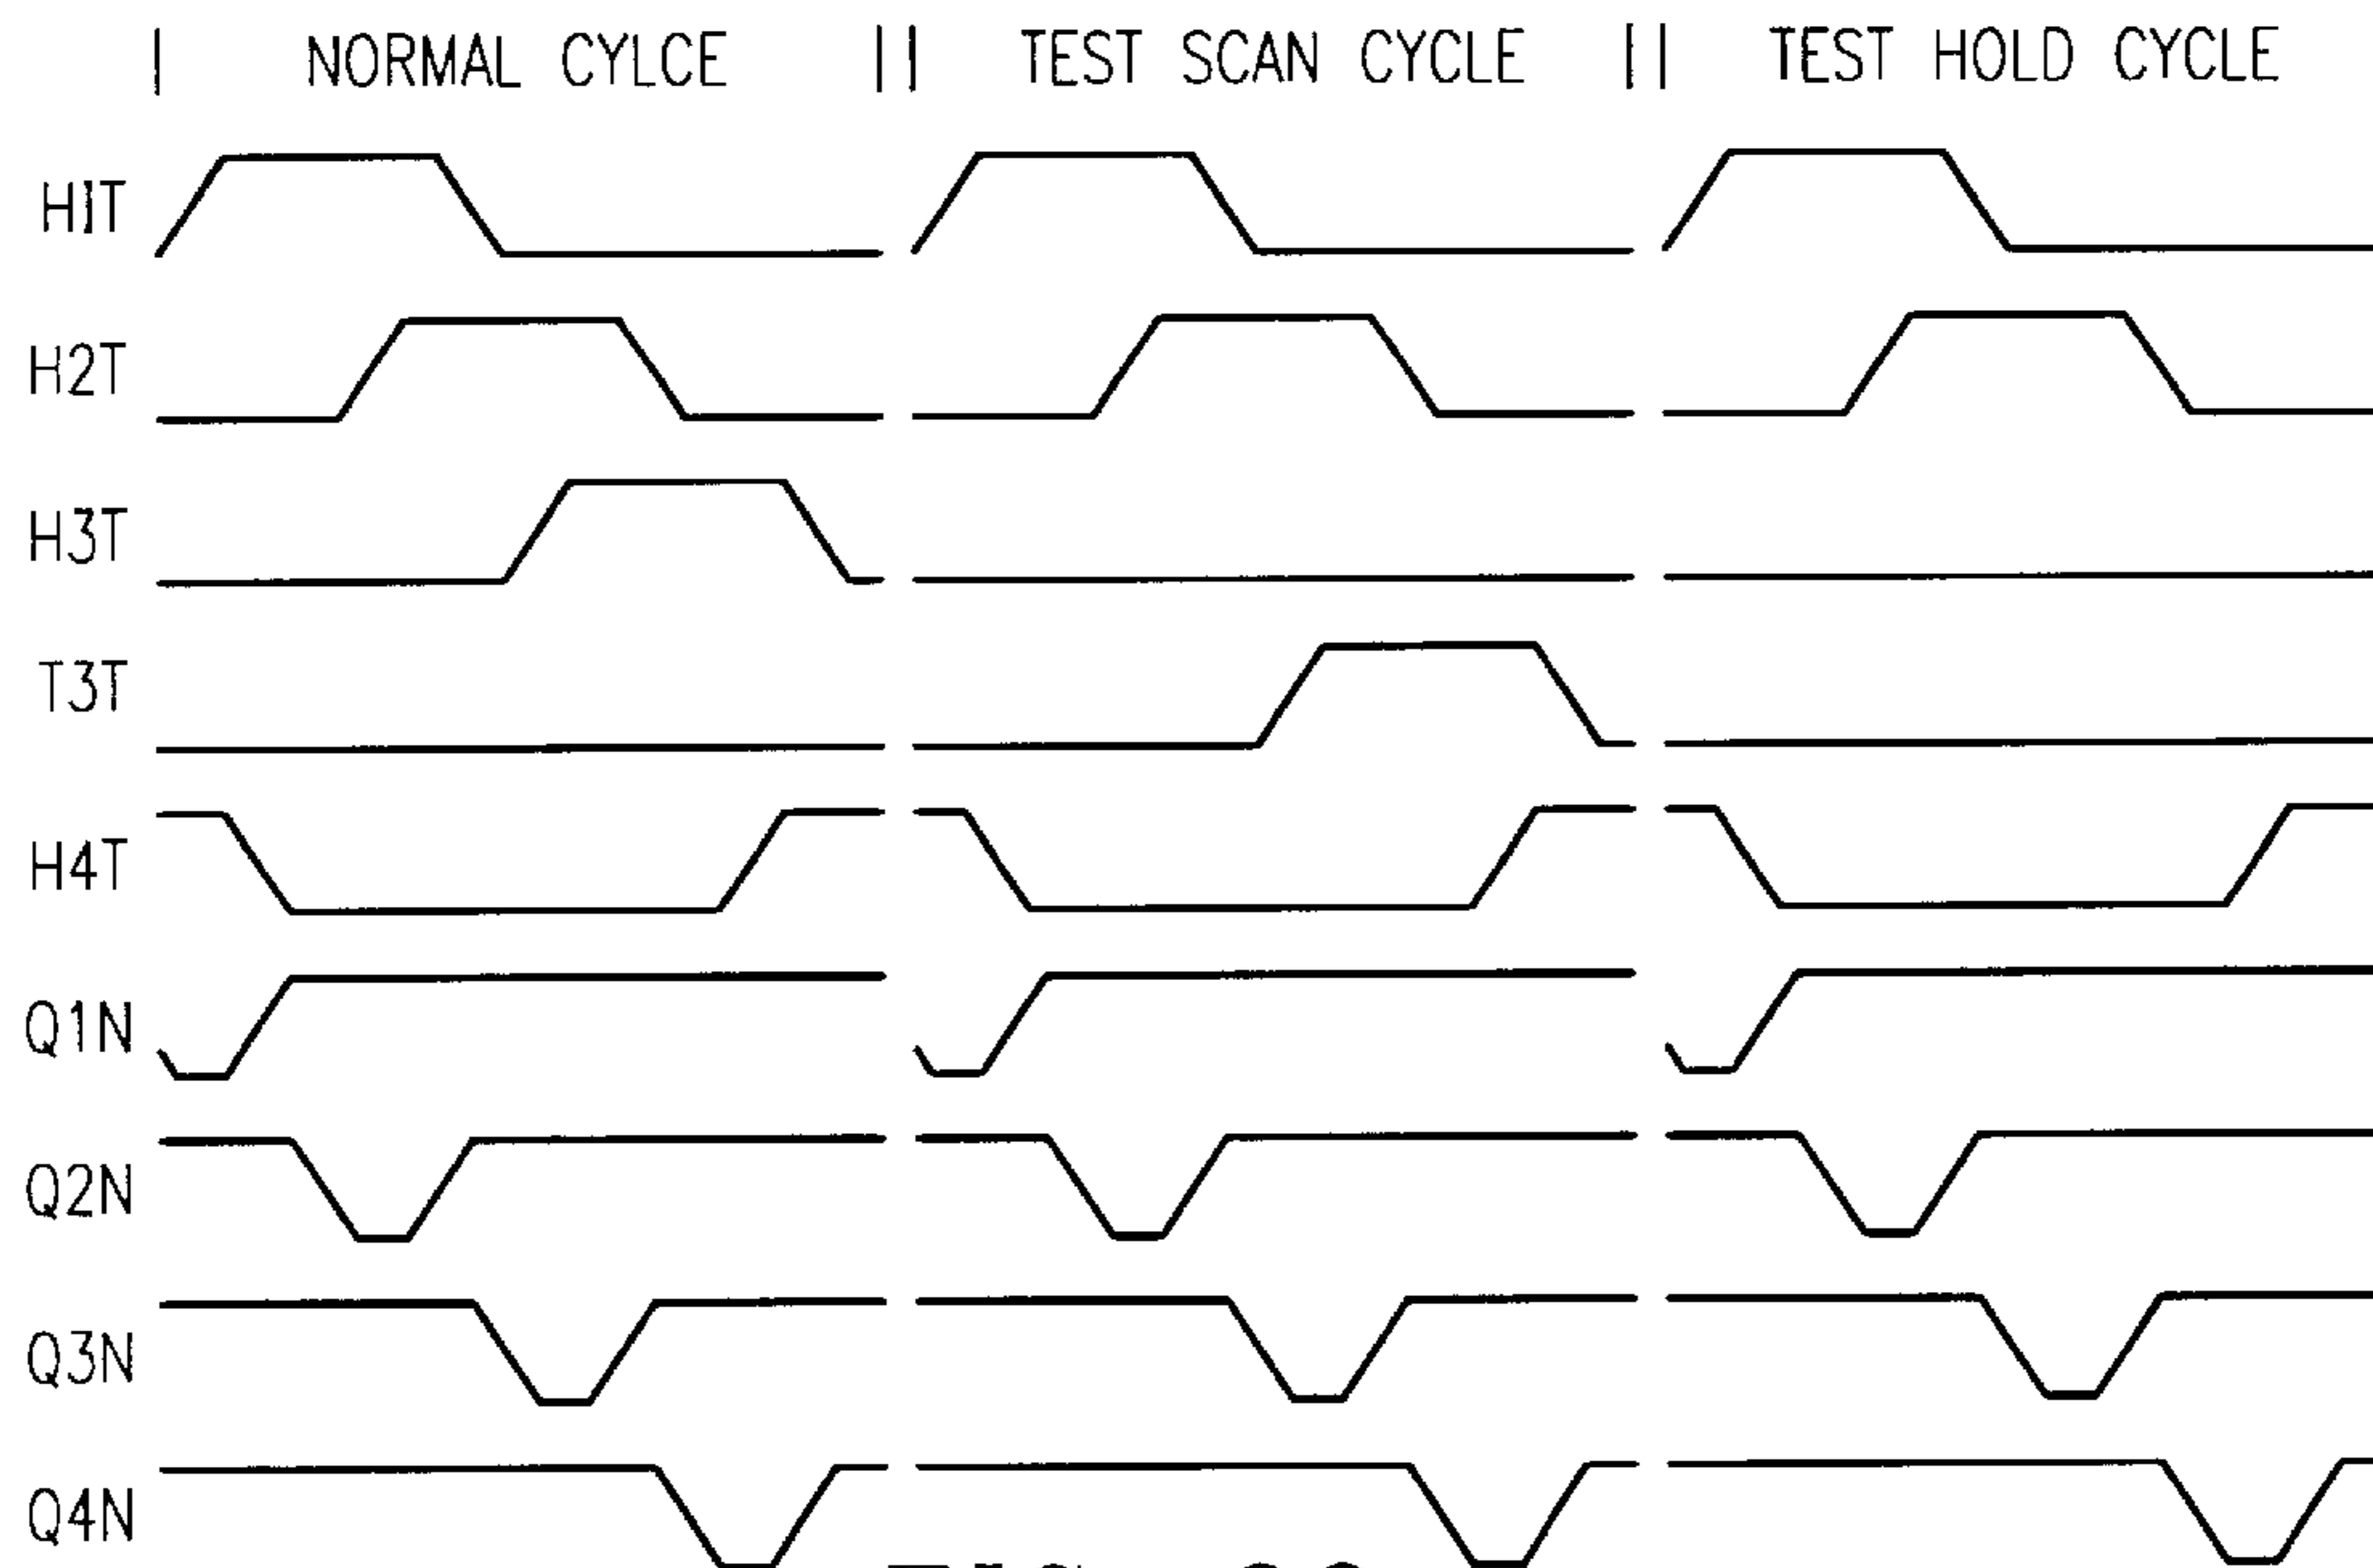 NORMAL CYLCE
TEST SCAN CYCLE
TEST HOLD CYCLE
H1T
H2T
H3T
T3T
H4T
Q1N
Q2N
Q3N
Q4N